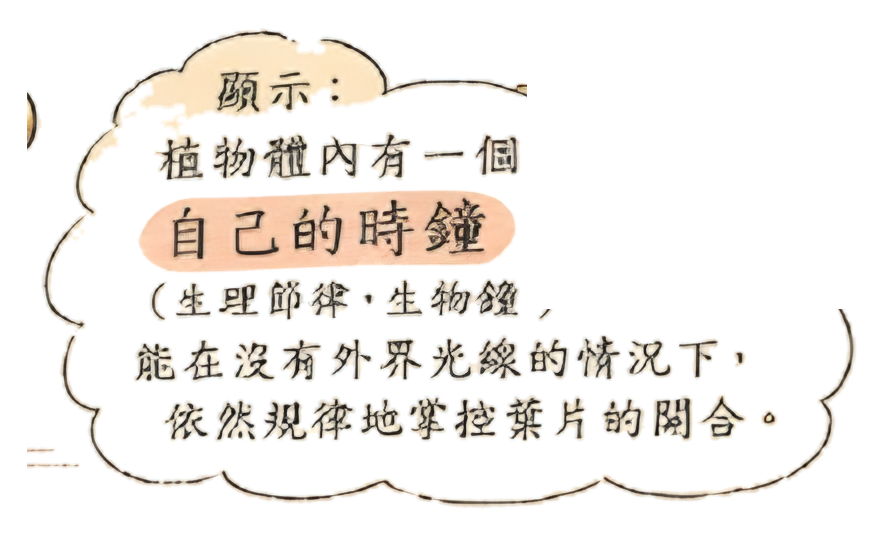 顯示：
植物體內有一個
自己的時鐘
（生理節律，生物鐘
能在沒有外界光線的情況下，
依然規律地掌控葉片的開合。